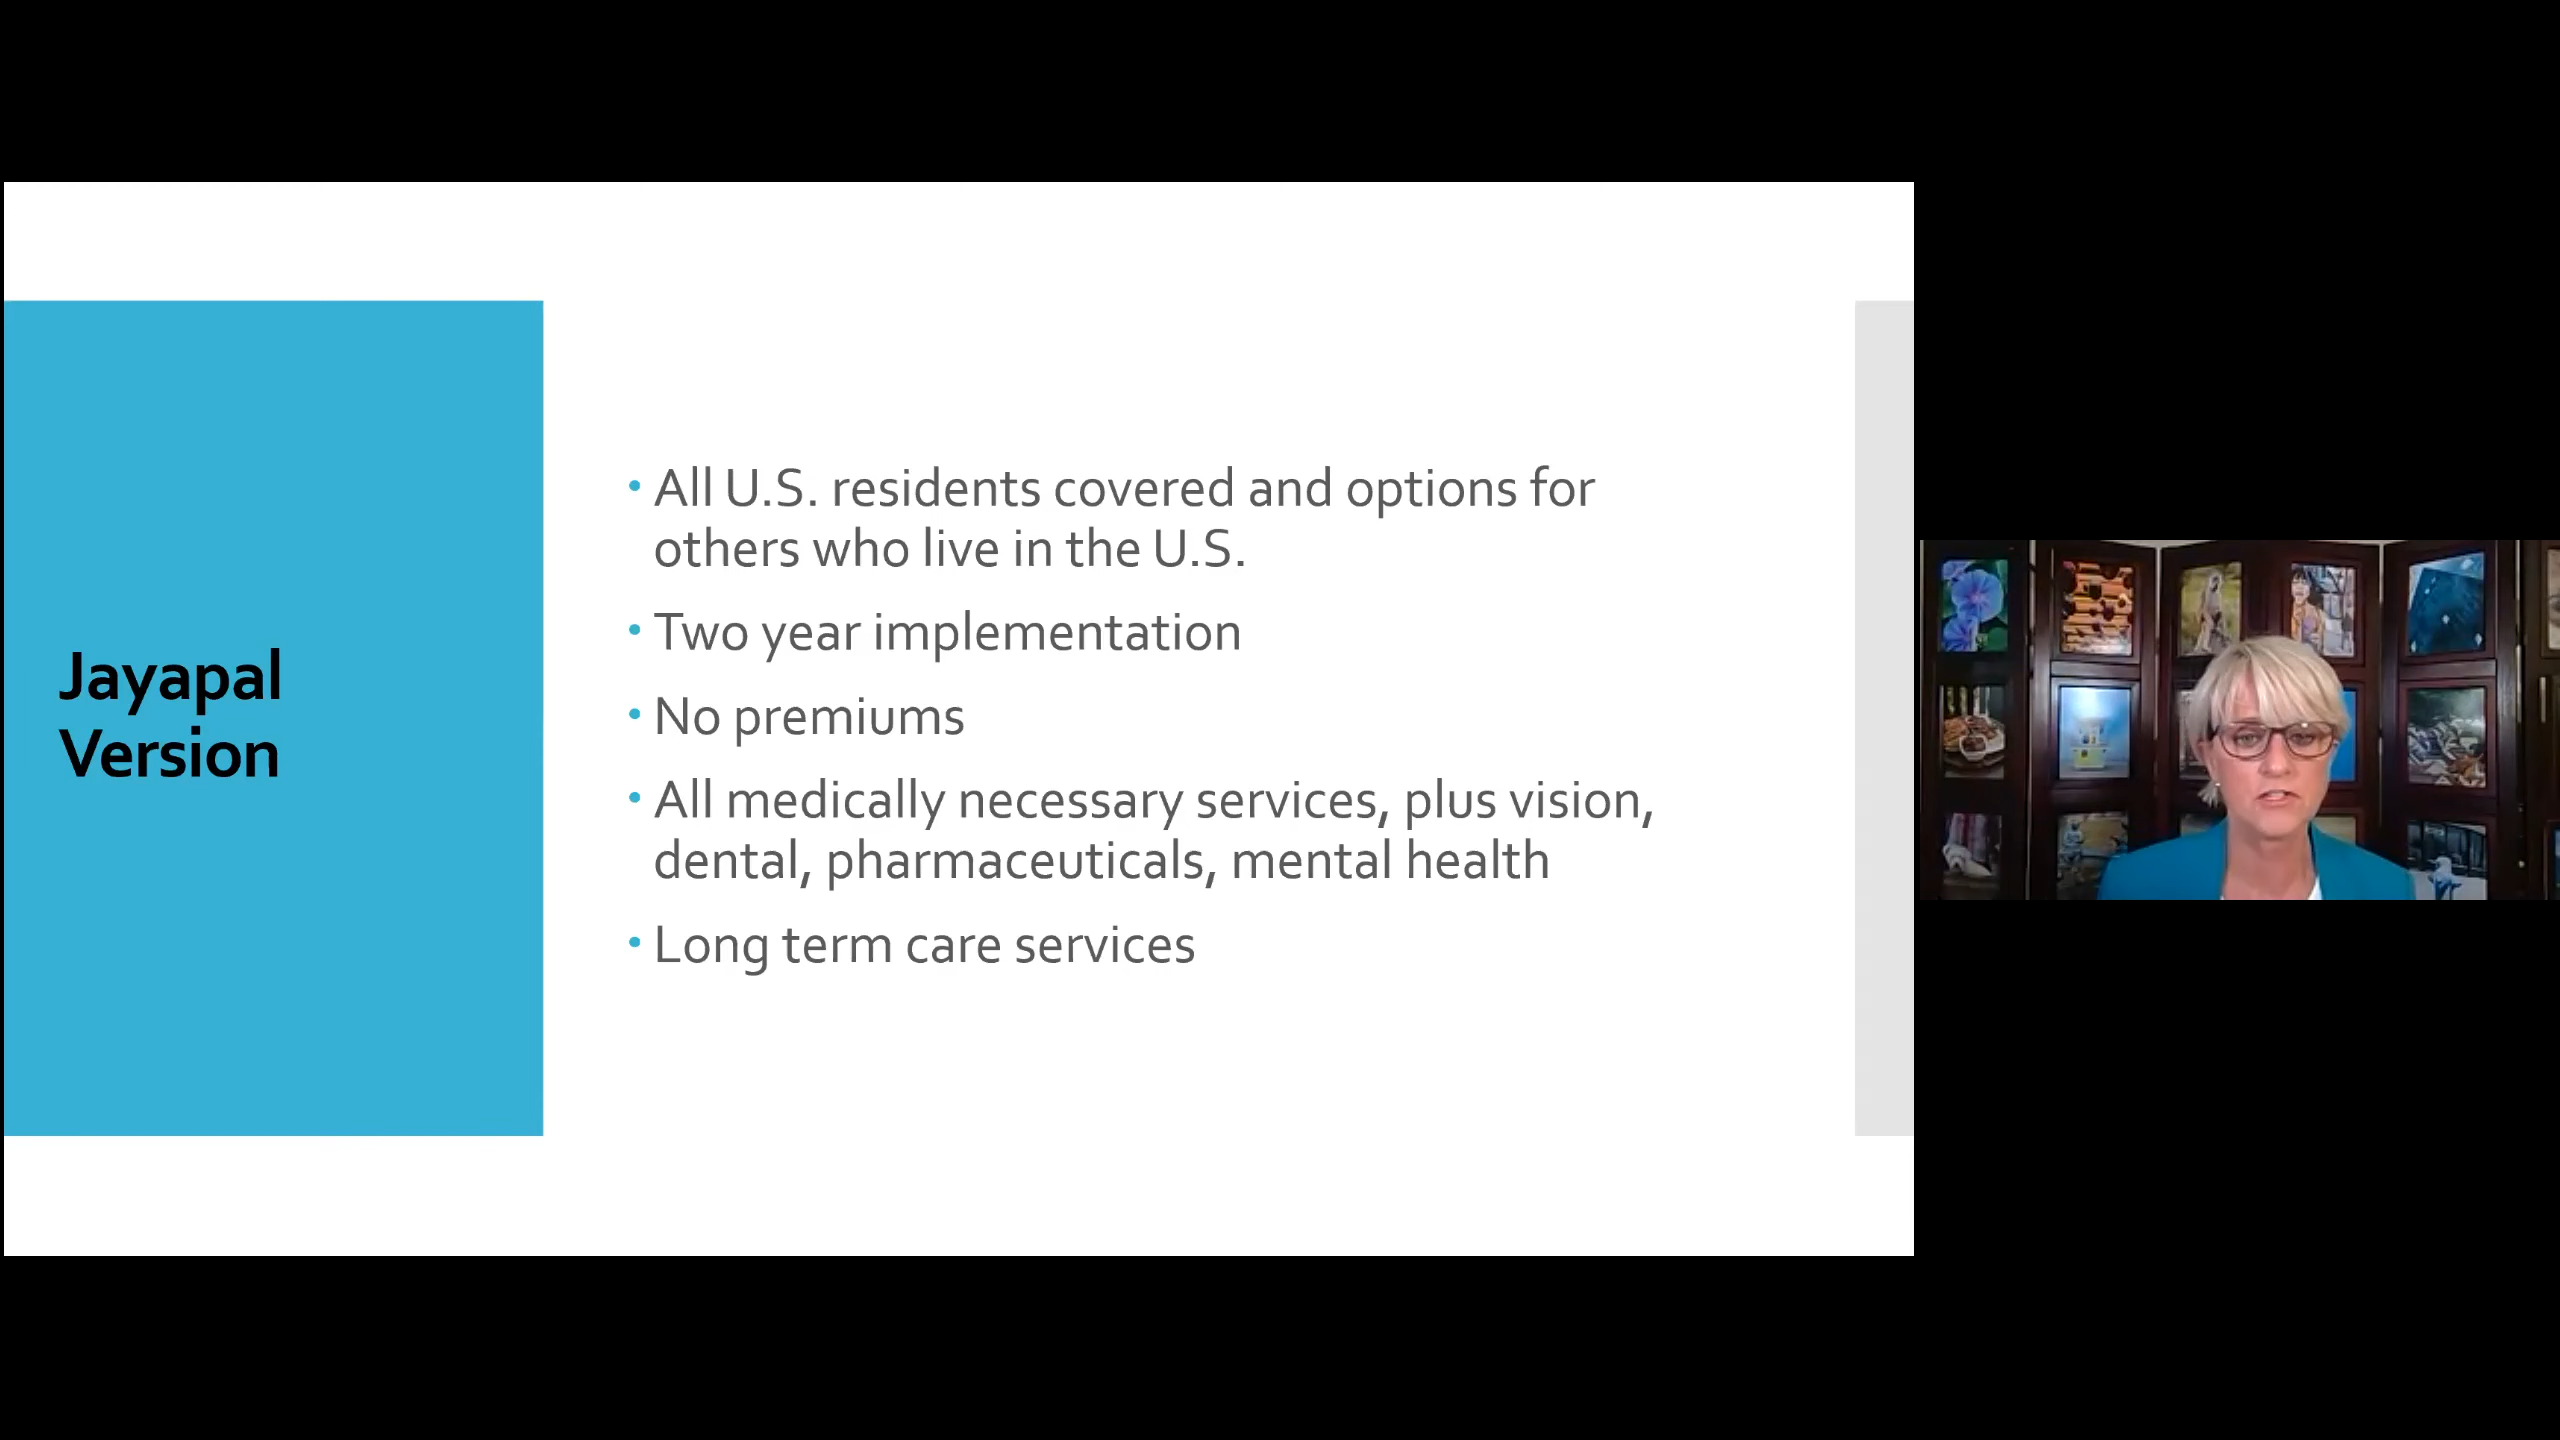 Jayapal
Version
• All U.S. residents covered and options for
others who live in the U.S.
• Two year implementation
• No premiums
• All medically necessary services, plus vision,
dental, pharmaceuticals, mental health
• Long term care services